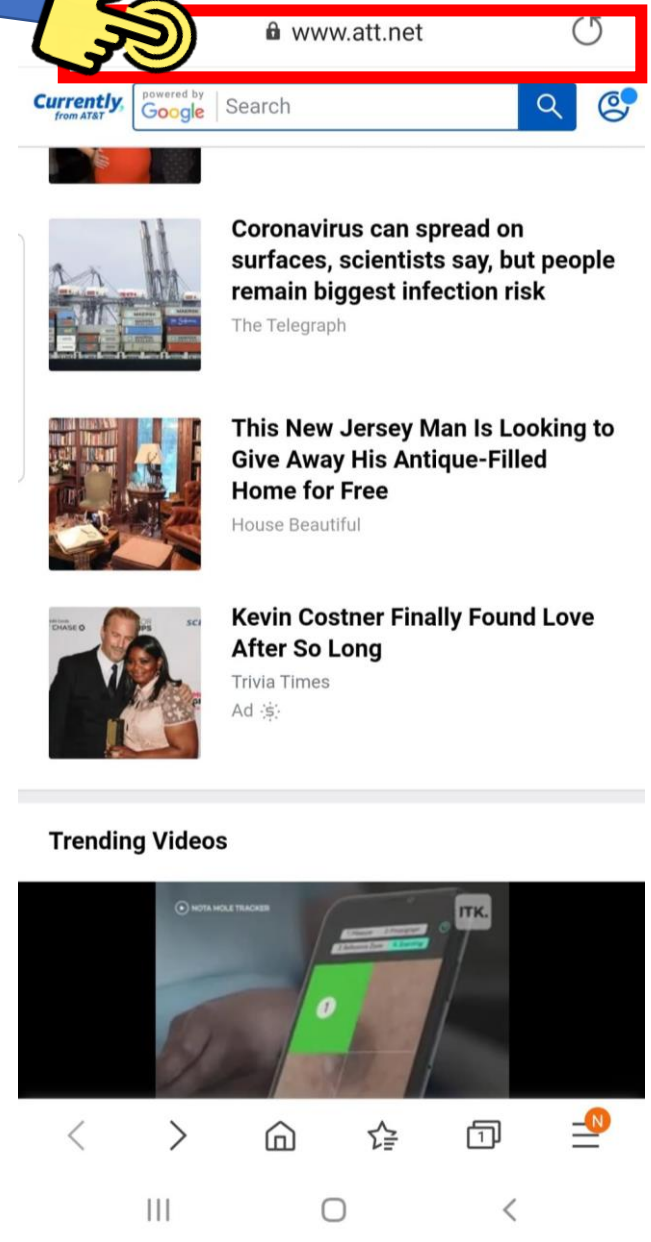 www.att.net
Currently,
from AT&T
powered by
Google
Search
Coronavirus can spread on
surfaces, scientists say, but people
remain biggest infection risk
The Telegraph
This New Jersey Man Is Looking to
Give Away His Antique-Filled
Home for Free
House Beautiful
CHASE
Kevin Costner Finally Found Love
After So Long
Trivia Times
Ad
Trending Videos
NOTA MOLE TRACKER
ITK.
1
1
N